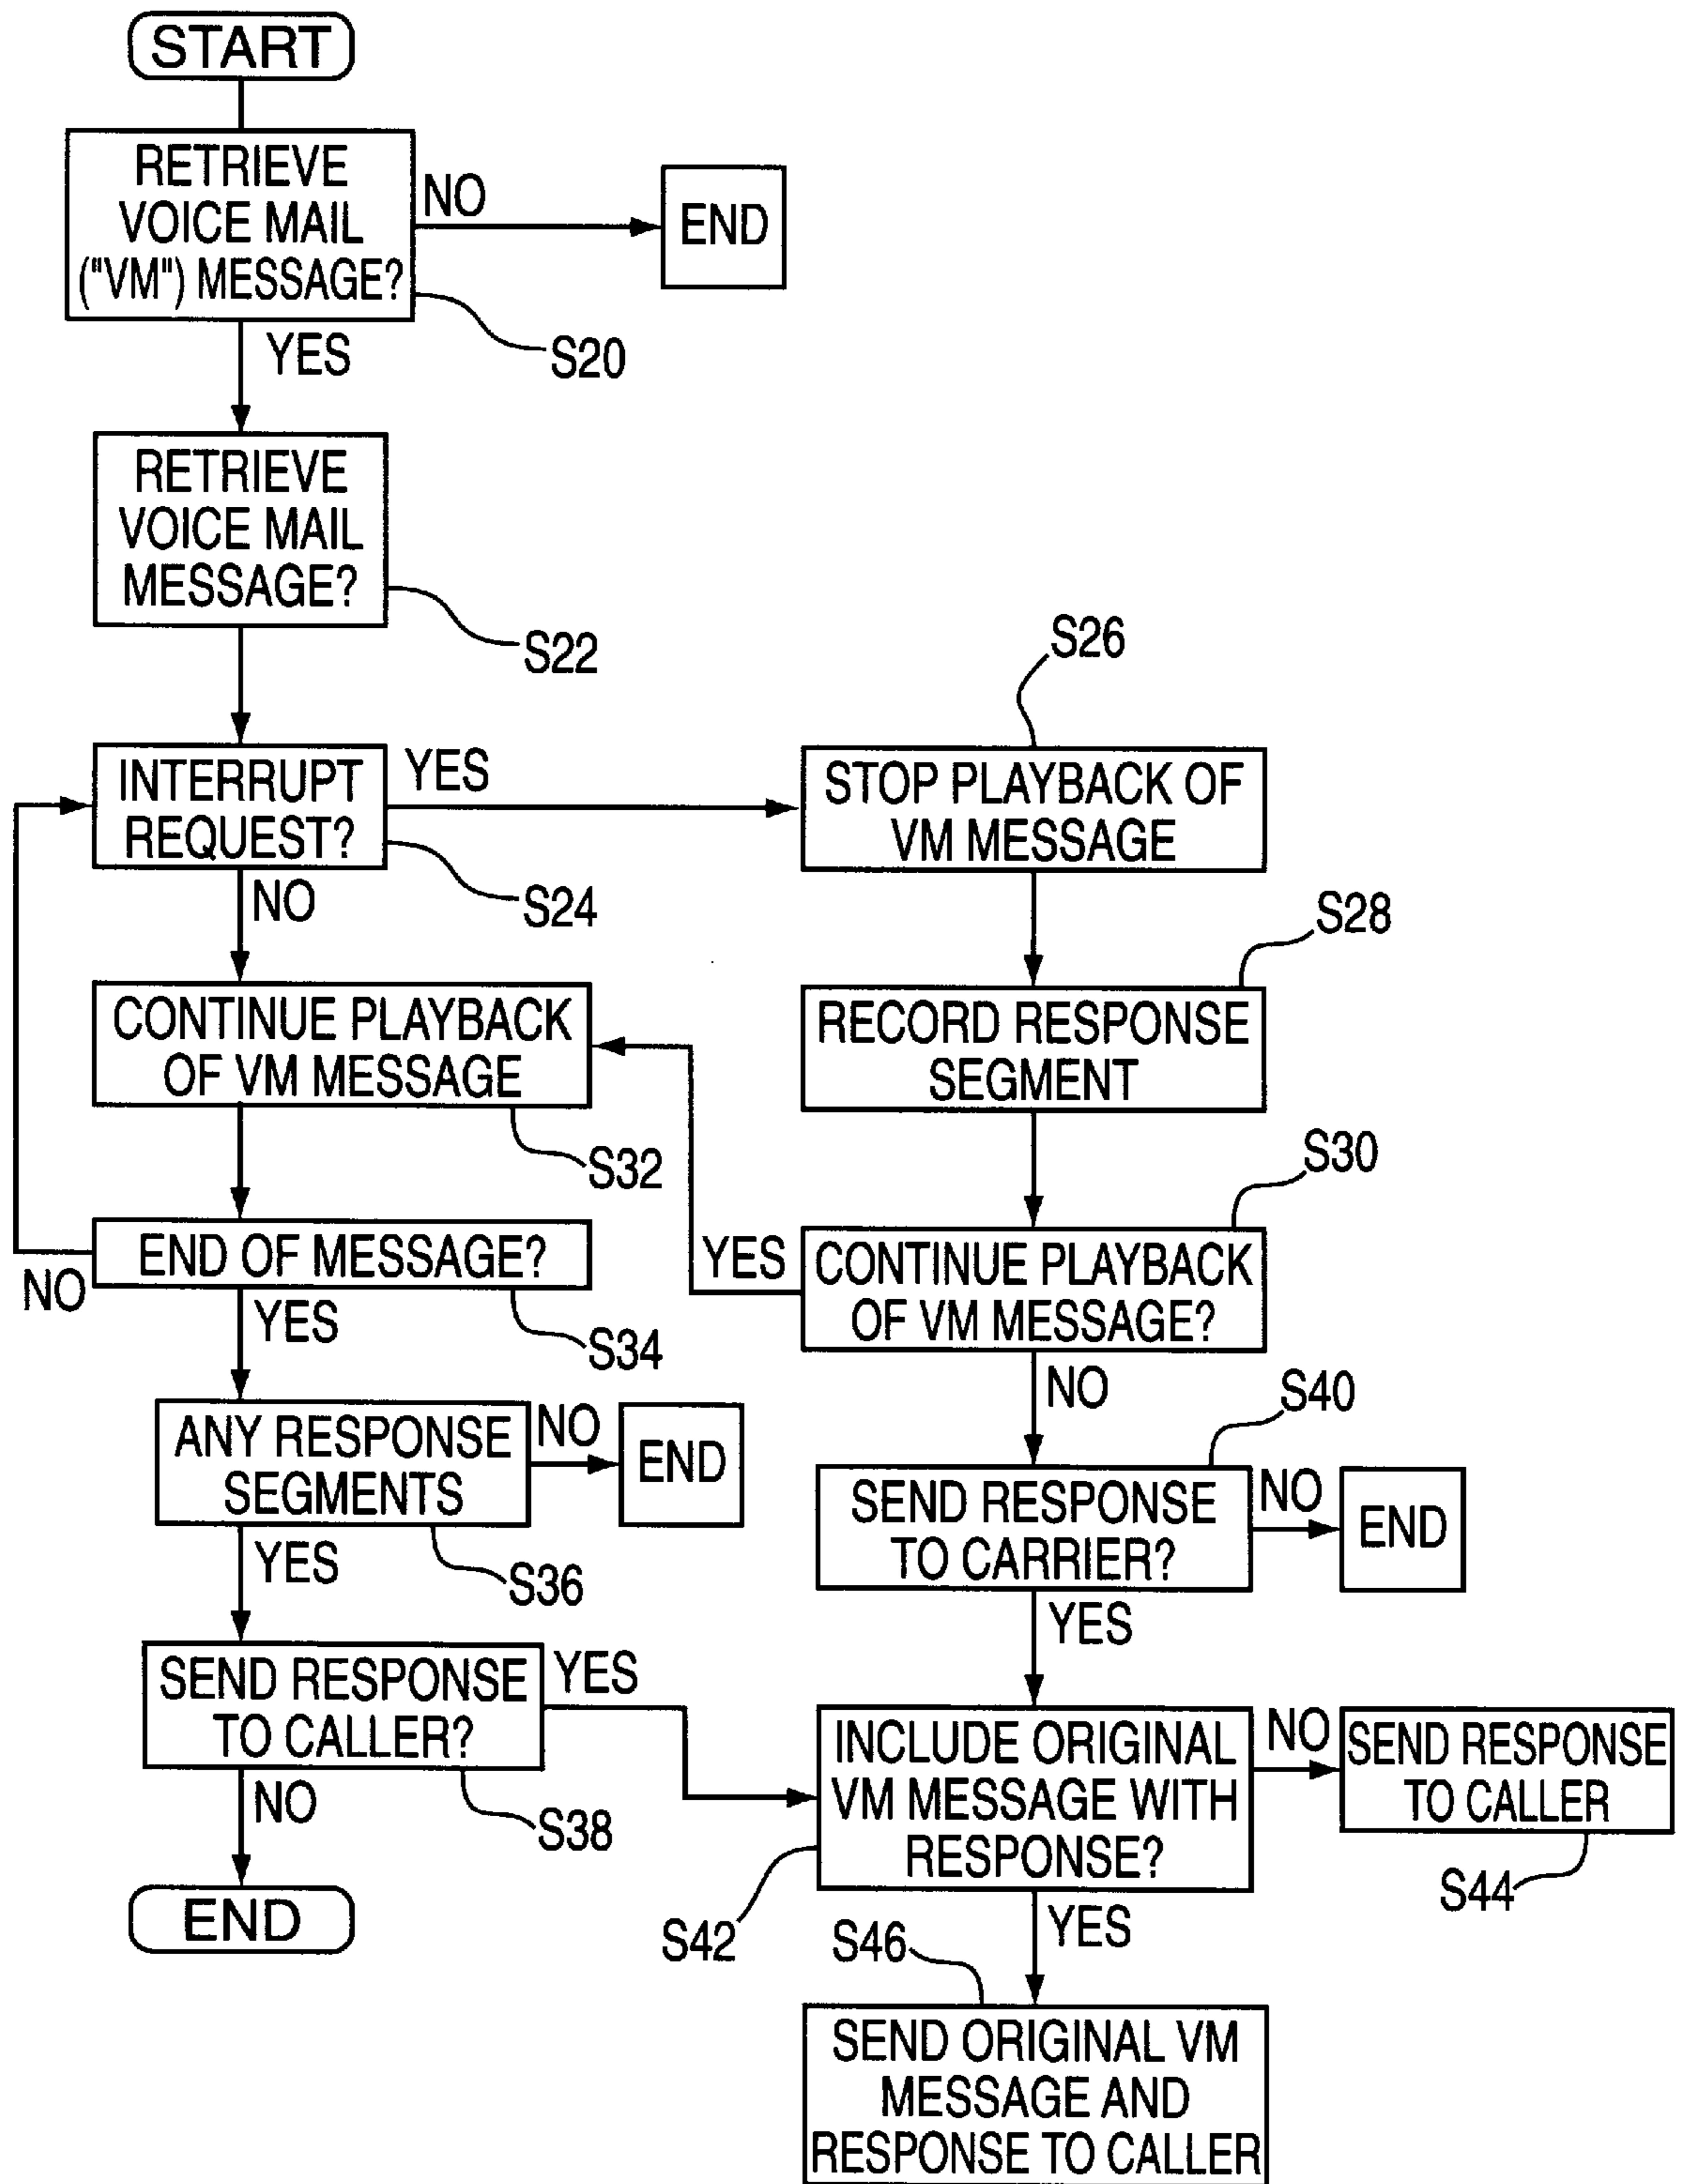 START
RETRIEVE
VOICE MAIL
("VM") MESSAGE?
NO
END
YES
S20
RETRIEVE
VOICE MAIL
MESSAGE?
S22
S26
INTERRUPT
REQUEST?
YES
STOP PLAYBACK OF
VM MESSAGE
NO
S24
S28
CONTINUE PLAYBACK
OF VM MESSAGE
RECORD RESPONSE
SEGMENT
S32
S30
END OF MESSAGE?
NO
YES
YES
CONTINUE PLAYBACK
OF VM MESSAGE?
S34
NO
S40
ANY RESPONSE
SEGMENTS
NO
END
SEND RESPONSE
TO CARRIER?
NO
END
YES
S36
YES
SEND RESPONSE
TO CALLER?
YES
INCLUDE ORIGINAL
VM MESSAGE WITH
RESPONSE?
NO
SEND RESPONSE
TO CALLER
NO
S38
S44
END
S42
YES
S46
SEND ORIGINAL VM
MESSAGE AND
RESPONSE TO CALLER